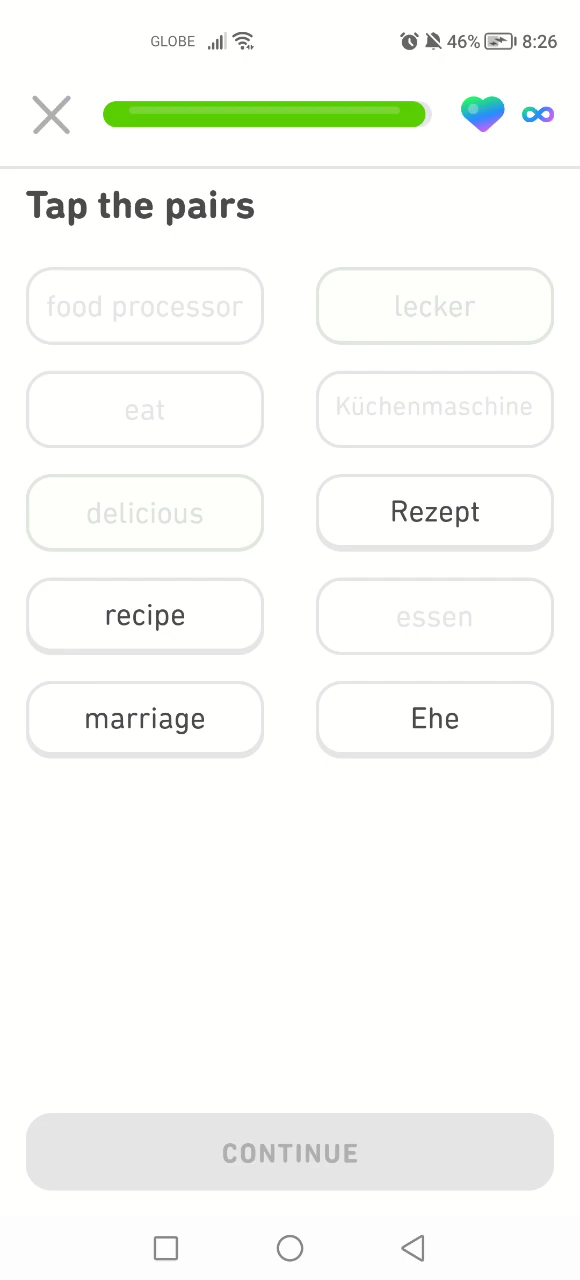 GLOBE 46% 8:26
Tap the pairs
food processor lecker
eat Küchenmaschine
delicious Rezept
recipe essen
marriage Ehe
CONTINUE